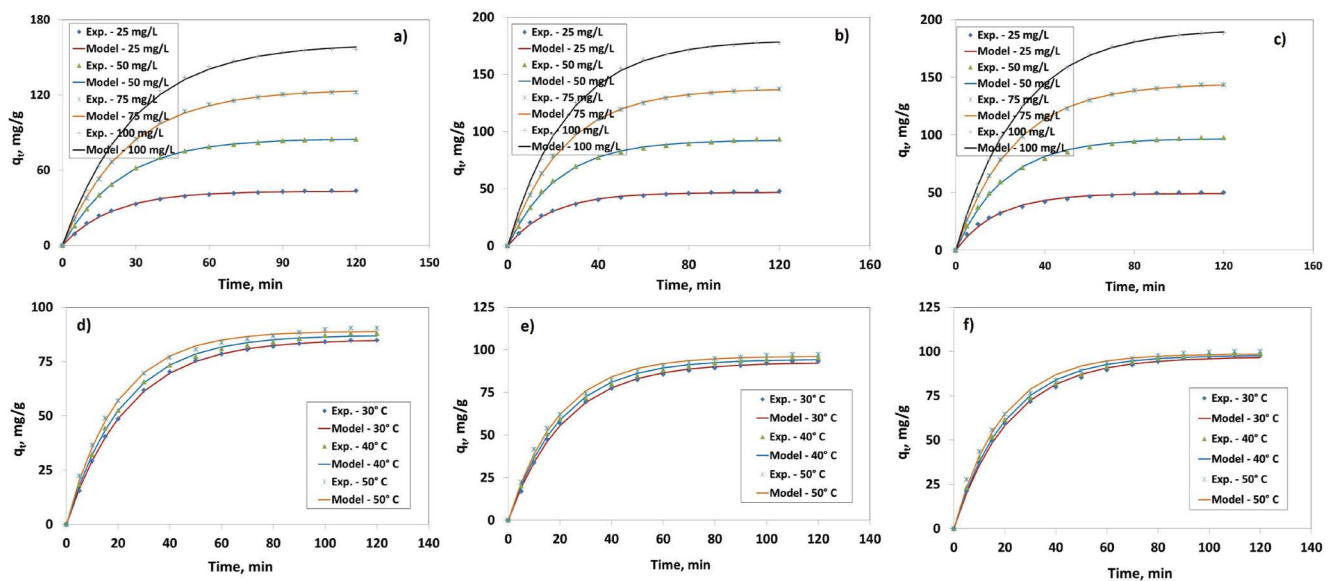 a)
180
120
60
0
qt, mg/g
Exp. - 25 mg/L
Model - 25 mg/L
Exp. - 50 mg/L
Model - 50 mg/L
Exp. - 75 mg/L
Model - 75 mg/L
Exp. - 100 mg/L
Model - 100 mg/L
0 30 60 90 120 150
Time, min
b)
200
150
100
50
0
qt, mg/g
Exp. - 25 mg/L
Model - 25 mg/L
Exp. - 50 mg/L
Model - 50 mg/L
Exp. - 75 mg/L
Model - 75 mg/L
Exp. - 100 mg/L
Model - 100 mg/L
0 40 80 120 160
Time, min
c)
200
150
100
50
0
qt, mg/g
Exp. - 25 mg/L
Model - 25 mg/L
Exp. - 50 mg/L
Model - 50 mg/L
Exp. - 75 mg/L
Model - 75 mg/L
Exp. - 100 mg/L
Model - 100 mg/L
0 40 80 120 160
Time, min
d)
100
75
50
25
0
qt, mg/g
Exp. - 30° C
Model - 30° C
Exp. - 40° C
Model - 40° C
Exp. - 50° C
Model - 50° C
0 20 40 60 80 100 120 140
Time, min
e)
125
100
75
50
25
0
qt, mg/g
Exp. - 30° C
Model - 30° C
Exp. - 40° C
Model - 40° C
Exp. - 50° C
Model - 50° C
0 20 40 60 80 100 120 140
Time, min
f)
125
100
75
50
25
0
qt, mg/g
Exp. - 30° C
Model - 30° C
Exp. - 40° C
Model - 40° C
Exp. - 50° C
Model - 50° C
0 20 40 60 80 100 120 140
Time, min